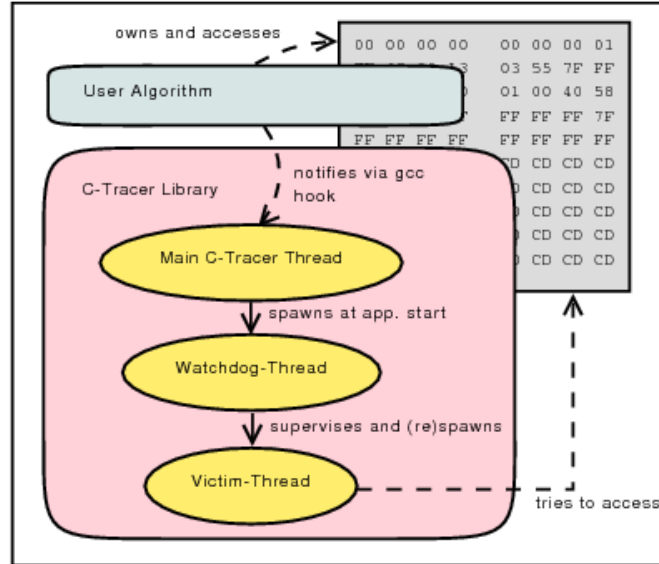 owns and accesses
00 00 00 00 00 00 00 01
03 55 7F FF
User Algorithm
01 00 40 58
FF FF FF 7F
FF FF FF FF FF FF FF FF
CD CD CD
notifies via gcc
hook
C-Tracer Library
CD CD CD
CD CD CD
CD CD CD
Main C-Tracer Thread
CD CD CD
spawns at app. start
Watchdog-Thread
supervises and (re)spawns
Victim-Thread
tries to access